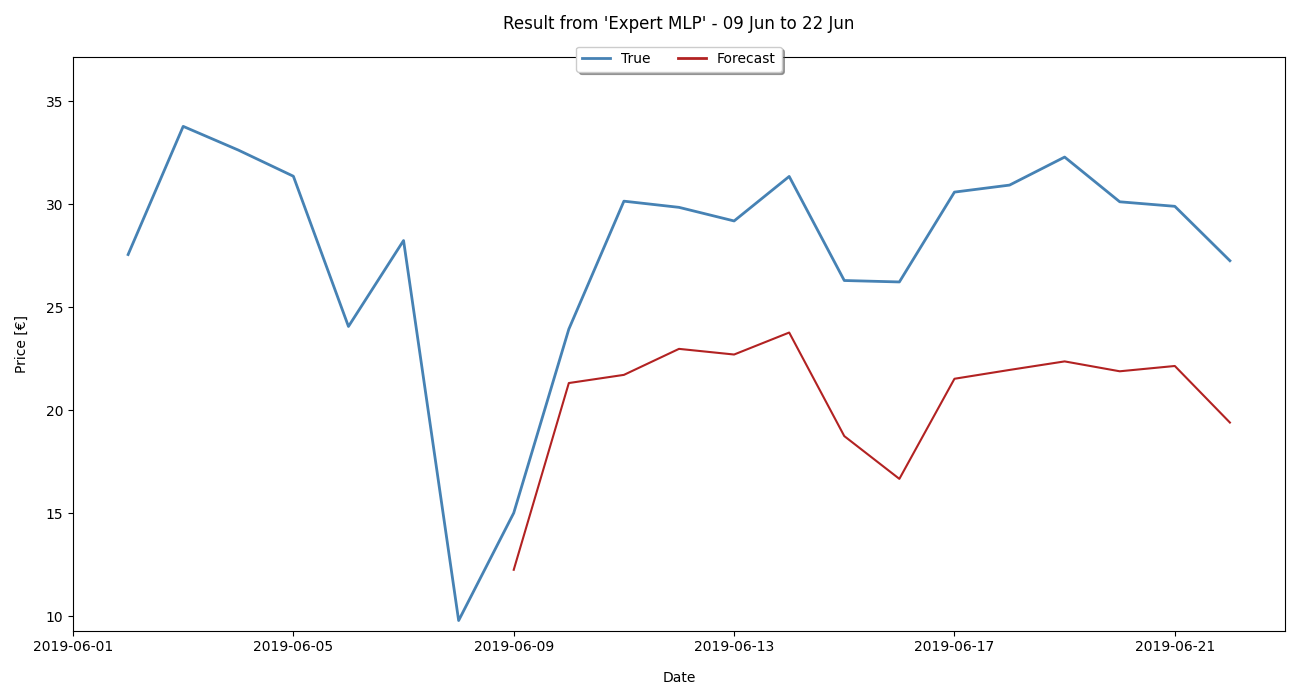 Result from 'Expert MLP' - 09 Jun to 22 Jun
True Forecast
35
30
25
20
15
10
Price [€]
2019-06-01 2019-06-05 2019-06-09 2019-06-13 2019-06-17 2019-06-21
Date